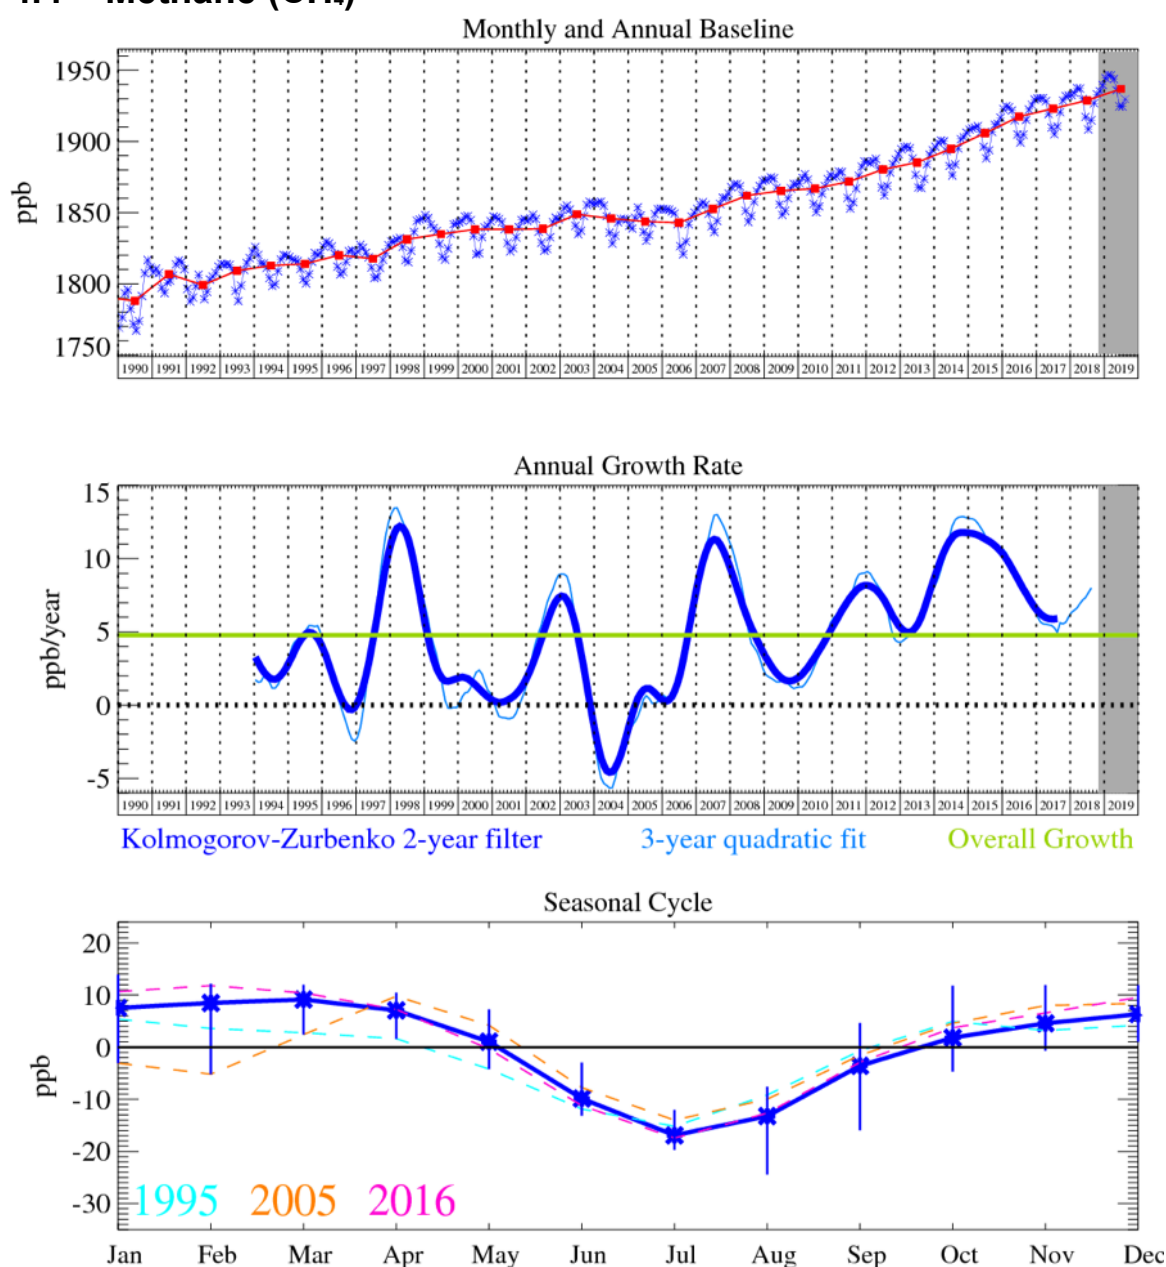 Methane (CH₄)
Monthly and Annual Baseline
1950
1900
1850
1800
1750
ppb
1990 1991 1992 1993 1994 1995 1996 1997 1998 1999 2000 2001 2002 2003 2004 2005 2006 2007 2008 2009 2010 2011 2012 2013 2014 2015 2016 2017 2018 2019
Annual Growth Rate
15
10
5
0
-5
ppb/year
1990 1991 1992 1993 1994 1995 1996 1997 1998 1999 2000 2001 2002 2003 2004 2005 2006 2007 2008 2009 2010 2011 2012 2013 2014 2015 2016 2017 2018 2019
Kolmogorov-Zurbenko 2-year filter 3-year quadratic fit Overall Growth
Seasonal Cycle
20
10
0
-10
-20
-30
ppb
1995 2005 2016
Jan Feb Mar Apr May Jun Jul Aug Sep Oct Nov Dec